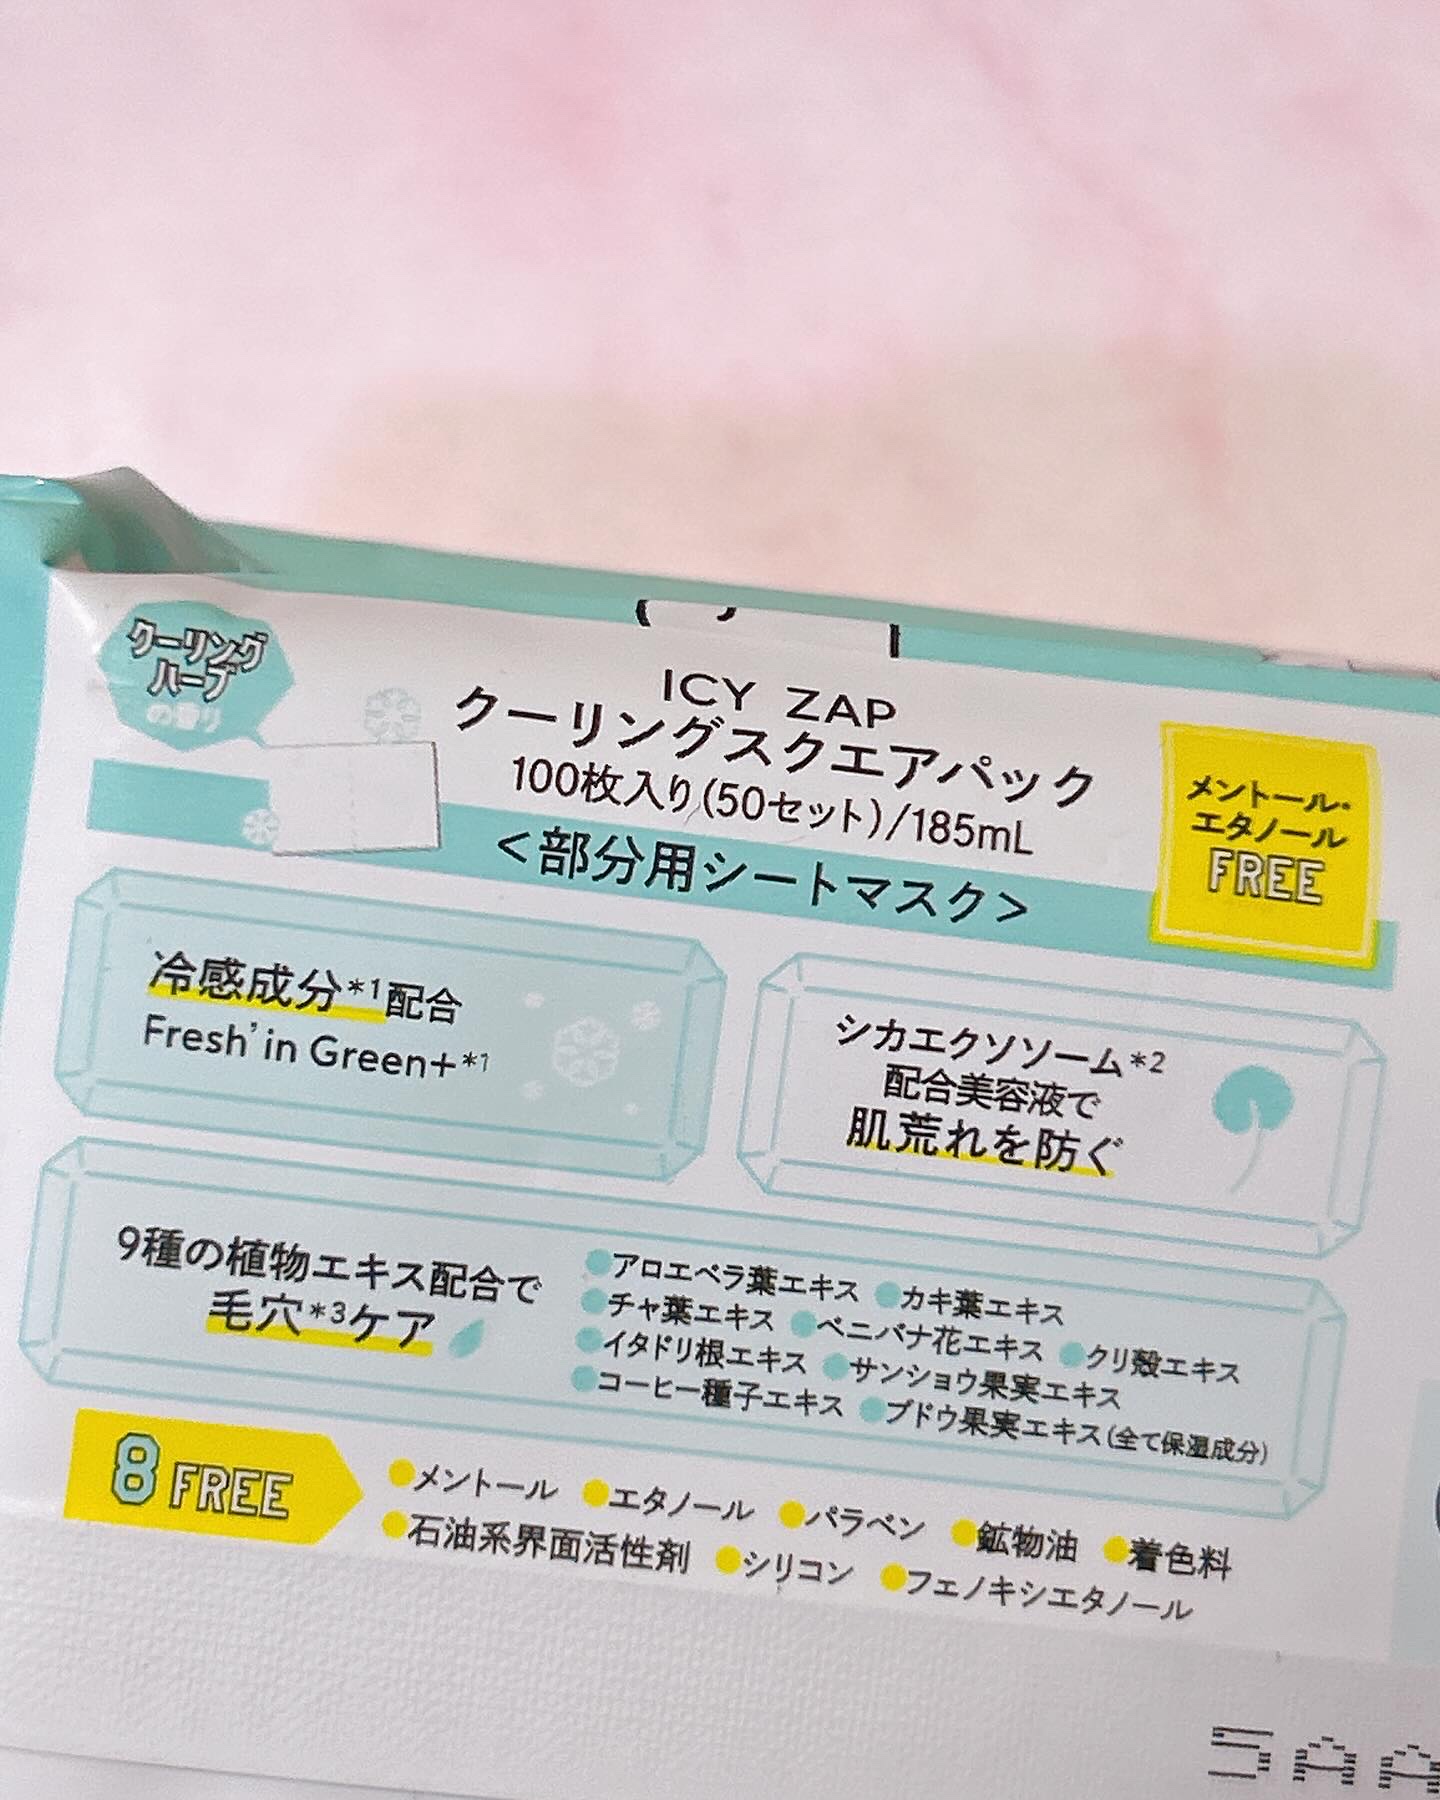 クーリング
ハーブ
の香り
ICY ZAP
クーリングスクエアパック
100枚入り(50セット)/185mL
<部分用シートマスク>
メントール・
エタノール
FREE
冷感成分*1配合
Fresh'in Green+*1
シカエクソソーム*2
配合美容液で
肌荒れを防ぐ
9種の植物エキス配合で
毛穴*3ケア
●アロエベラ葉エキス ●カキ葉エキス
●チャ葉エキス ●ベニバナ花エキス ●クリ殻エキス
●イタドリ根エキス ●サンショウ果実エキス
●コーヒー種子エキス ●ブドウ果実エキス(全て保湿成分)
8 FREE
●メントール ●エタノール ●パラベン ●鉱物油 ●着色料
●石油系界面活性剤 ●シリコン ●フェノキシエタノール